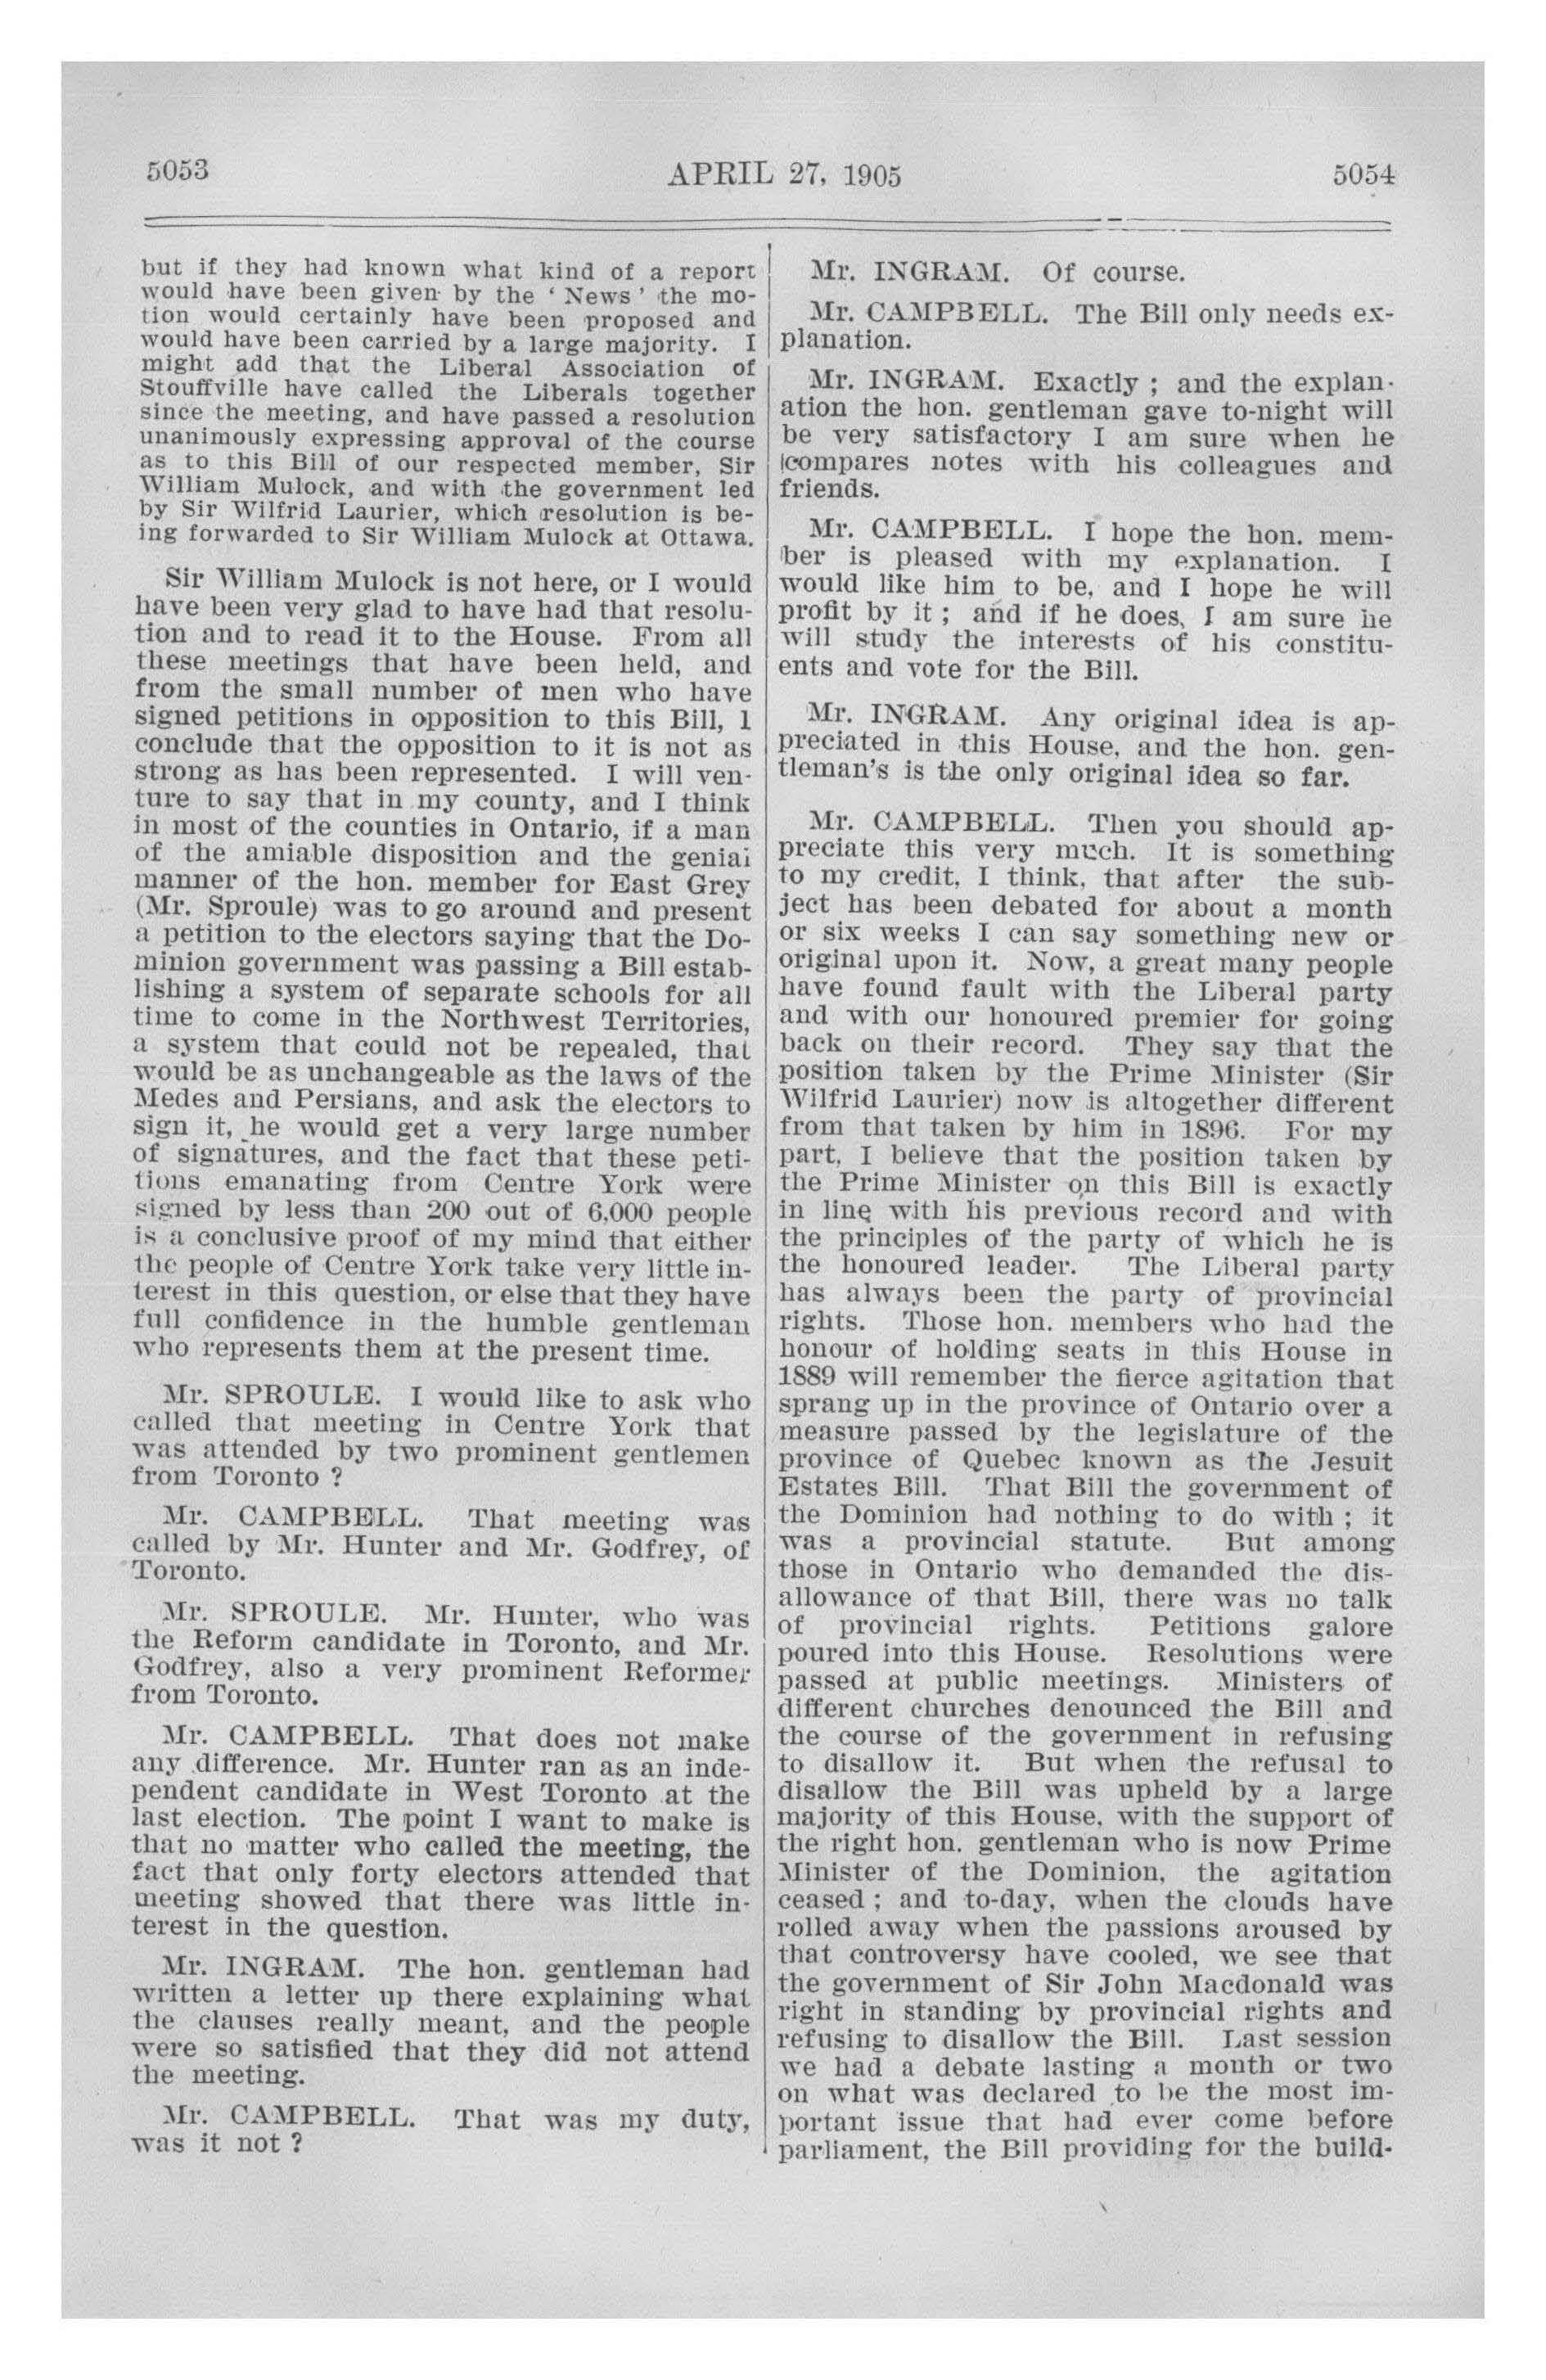 5053
APRIL 27, 1905
5054
but if they had known what kind of a report
would have been given by the ‘ News ’ the mo-
tion would certainly have been proposed and
would have been carried by a large majority. I
might add that the Liberal Association of
Stouffville have called the Liberals together
since the meeting, and have passed a resolution
unanimously expressing approval of the course
as to this Bill of our respected member, Sir
William Mulock, and with the government led
by Sir Wilfrid Laurier, which resolution is be-
ing forwarded to Sir William Mulock at Ottawa.
Sir William Mulock is not here, or I would
have been very glad to have had that resolu-
tion and to read it to the House. From all
these meetings that have been held, and
from the small number of men who have
signed petitions in opposition to this Bill, I
conclude that the opposition to it is not as
strong as has been represented. I will ven-
ture to say that in my county, and I think
in most of the counties in Ontario, if a man
of the amiable disposition and the genial
manner of the hon. member for East Grey
(Mr. Sproule) was to go around and present
a petition to the electors saying that the Do-
minion government was passing a Bill estab-
lishing a system of separate schools for all
time to come in the Northwest Territories,
a system that could not be repealed, that
would be as unchangeable as the laws of the
Medes and Persians, and ask the electors to
sign it, he would get a very large number
of signatures, and the fact that these peti-
tions emanating from Centre York were
signed by less than 200 out of 6,000 people
is a conclusive proof of my mind that either
the people of Centre York take very little in-
terest in this question, or else that they have
full confidence in the humble gentleman
who represents them at the present time.
Mr. SPROULE. I would like to ask who
called that meeting in Centre York that
was attended by two prominent gentlemen
from Toronto ?
Mr. CAMPBELL. That meeting was
called by Mr. Hunter and Mr. Godfrey, of
Toronto.
Mr. SPROULE. Mr. Hunter, who was
the Reform candidate in Toronto, and Mr.
Godfrey, also a very prominent Reformer
from Toronto.
Mr. CAMPBELL. That does not make
any difference. Mr. Hunter ran as an inde-
pendent candidate in West Toronto at the
last election. The point I want to make is
that no matter who called the meeting, the
fact that only forty electors attended that
meeting showed that there was little in-
terest in the question.
Mr. INGRAM. The hon. gentleman had
written a letter up there explaining what
the clauses really meant, and the people
were so satisfied that they did not attend
the meeting.
Mr. CAMPBELL. That was my duty,
was it not ?
Mr. INGRAM. Of course.
Mr. CAMPBELL. The Bill only needs ex-
planation.
Mr. INGRAM. Exactly ; and the explan-
ation the hon. gentleman gave to-night will
be very satisfactory I am sure when he
compares notes with his colleagues and
friends.
Mr. CAMPBELL. I hope the hon. mem-
ber is pleased with my explanation. I
would like him to be, and I hope he will
profit by it ; and if he does, I am sure he
will study the interests of his constitu-
ents and vote for the Bill.
Mr. INGRAM. Any original idea is ap-
preciated in this House, and the hon. gen-
tleman's is the only original idea so far.
Mr. CAMPBELL. Then you should ap-
preciate this very much. It is something
to my credit, I think, that after the sub-
ject has been debated for about a month
or six weeks I can say something new or
original upon it. Now, a great many people
have found fault with the Liberal party
and with our honoured premier for going
back on their record. They say that the
position taken by the Prime Minister (Sir
Wilfrid Laurier) now is altogether different
from that taken by him in 1896. For my
part, I believe that the position taken by
the Prime Minister on this Bill is exactly
in line with his previous record and with
the principles of the party of which he is
the honoured leader. The Liberal party
has always been the party of provincial
rights. Those hon. members who had the
honour of holding seats in this House in
1889 will remember the fierce agitation that
sprang up in the province of Ontario over a
measure passed by the legislature of the
province of Quebec known as the Jesuit
Estates Bill. That Bill the government of
the Dominion had nothing to do with ; it
was a provincial statute. But among
those in Ontario who demanded the dis-
allowance of that Bill, there was no talk
of provincial rights. Petitions galore
poured into this House. Resolutions were
passed at public meetings. Ministers of
different churches denounced the Bill and
the course of the government in refusing
to disallow it. But when the refusal to
disallow the Bill was upheld by a large
majority of this House, with the support of
the right hon. gentleman who is now Prime
Minister of the Dominion, the agitation
ceased ; and to-day, when the clouds have
rolled away when the passions aroused by
that controversy have cooled, we see that
the government of Sir John Macdonald was
right in standing by provincial rights and
refusing to disallow the Bill. Last session
we had a debate lasting a month or two
on what was declared to be the most im-
portant issue that had ever come before
parliament, the Bill providing for the build-